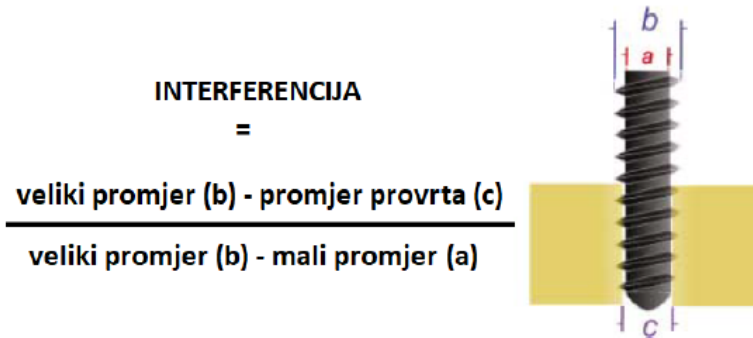 INTERFERENCIJA
=
veliki promjer (b) - promjer provrta (c)
veliki promjer (b) - mali promjer (a)
b
a
c